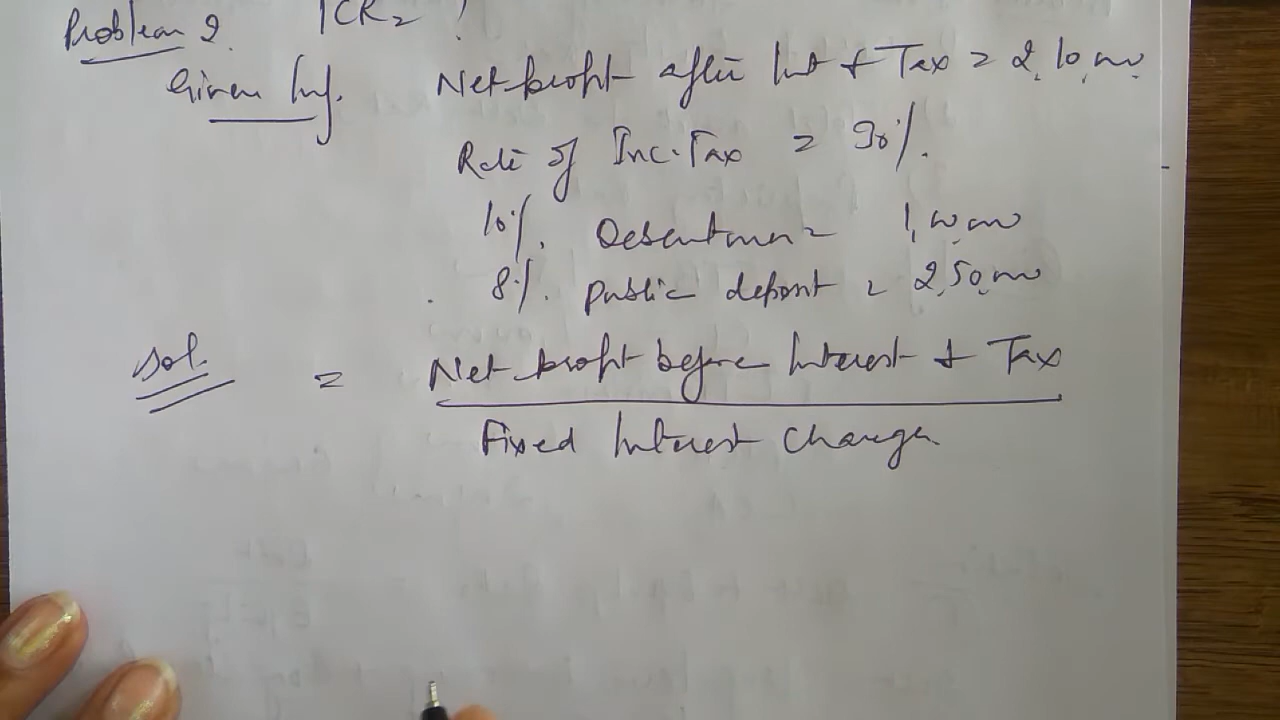 Problem 2. ICR = ?
Given Inf. Net profit after Int & Tax = 2,10,000
Rate of Inc. Tax = 30%.
10%. Debentures = 1,00,000
8%. public deposit = 2,50,000
Sol.
= Net profit before Interest & Tax
Fixed Interest Charges